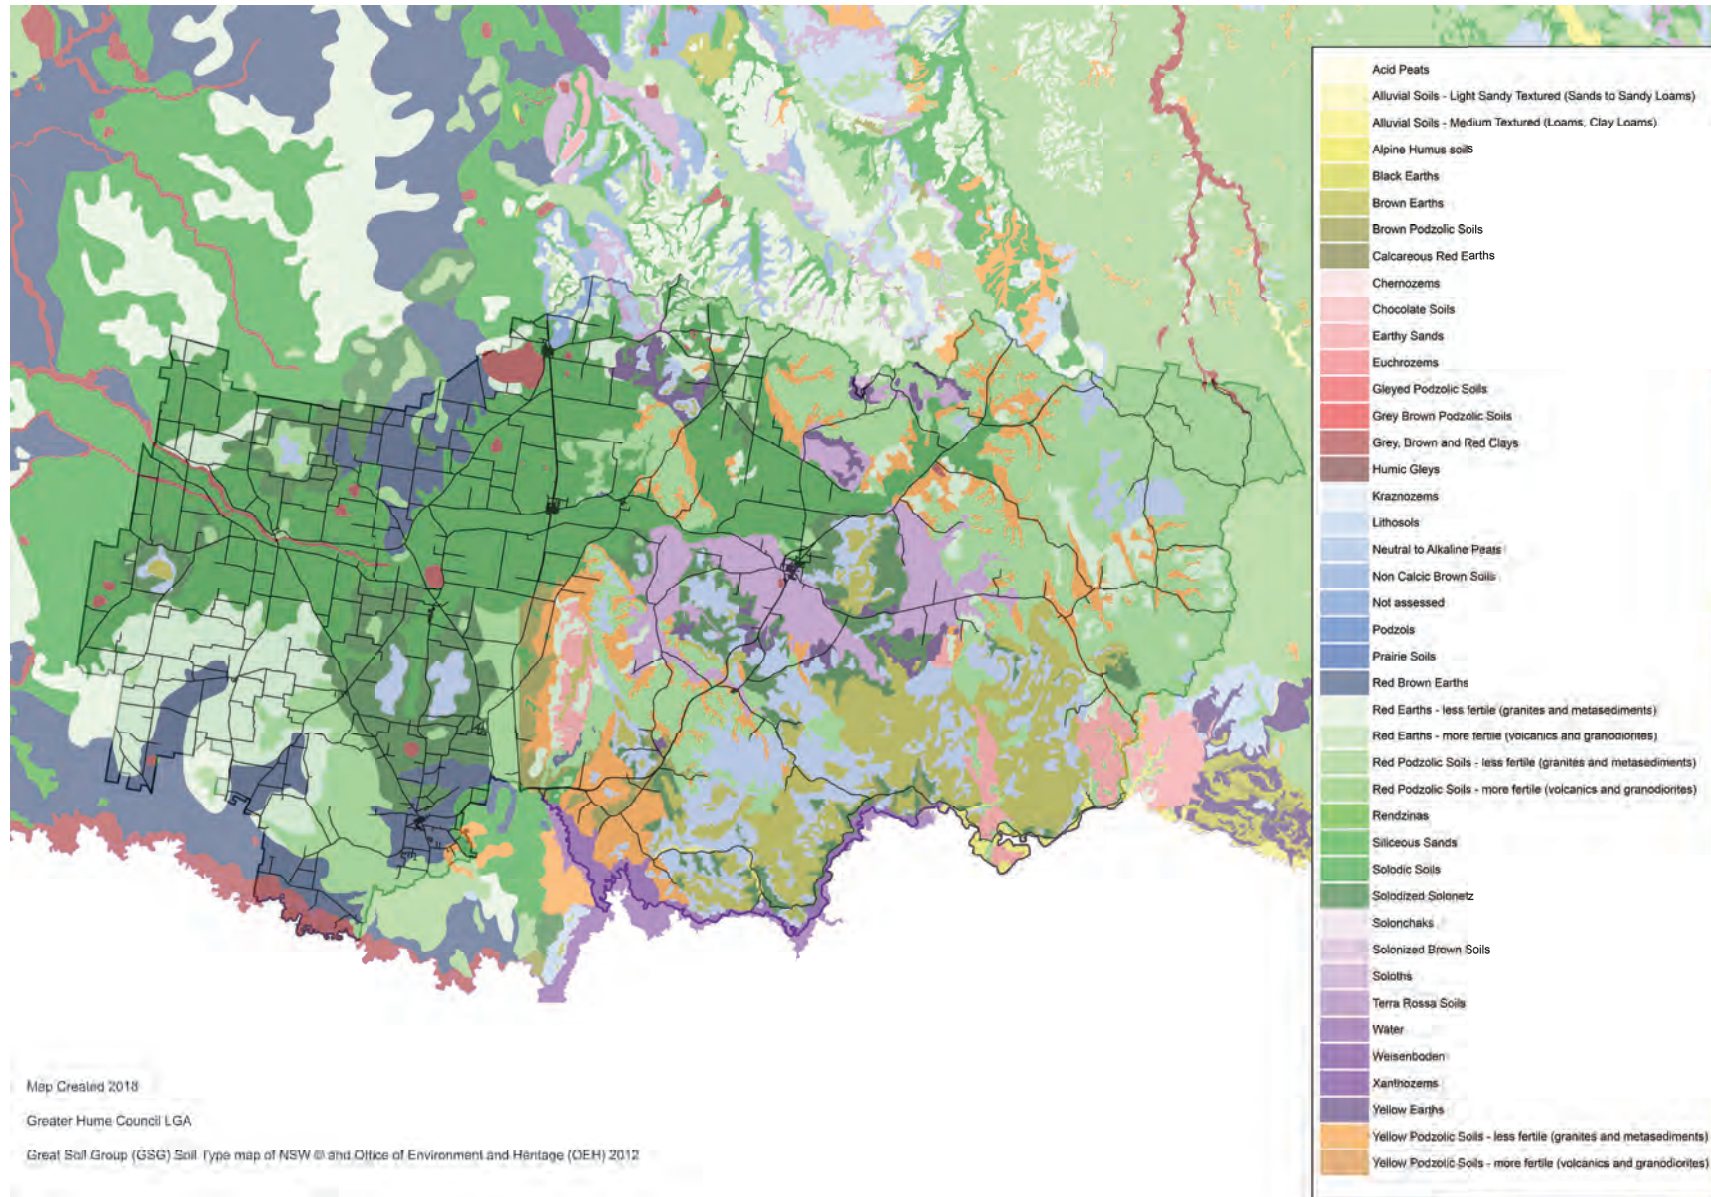 Acid Peats
Alluvial Soils - Light Sandy Textured (Sands to Sandy Loams)
Alluvial Soils - Medium Textured (Loams, Clay Loams)
Alpine Humus soils
Black Earths
Brown Earths
Brown Podzolic Soils
Calcareous Red Earths
Chernozems
Chocolate Soils
Earthy Sands
Euchrozems
Gleyed Podzolic Soils
Grey Brown Podzolic Soils
Grey, Brown and Red Clays
Humic Gleys
Kraznozems
Lithosols
Neutral to Alkaline Peats
Non Calcic Brown Soils
Not assessed
Podzols
Prairie Soils
Red Brown Earths
Red Earths - less fertile (granites and metasediments)
Red Earths - more fertile (volcanics and granodiorites)
Red Podzolic Soils - less fertile (granites and metasediments)
Red Podzolic Soils - more fertile (volcanics and granodiorites)
Rendzinas
Siliceous Sands
Solodic Soils
Solodized Solonetz
Solonchaks
Solonized Brown Soils
Soloths
Terra Rossa Soils
Water
Weisenboden
Xanthozems
Yellow Earths
Yellow Podzolic Soils - less fertile (granites and metasediments)
Yellow Podzolic Soils - more fertile (volcanics and granodiorites)
Map Created 2018
Greater Hume Council LGA
Great Soil Group (GSG) Soil Type map of NSW © and Office of Environment and Heritage (OEH) 2012